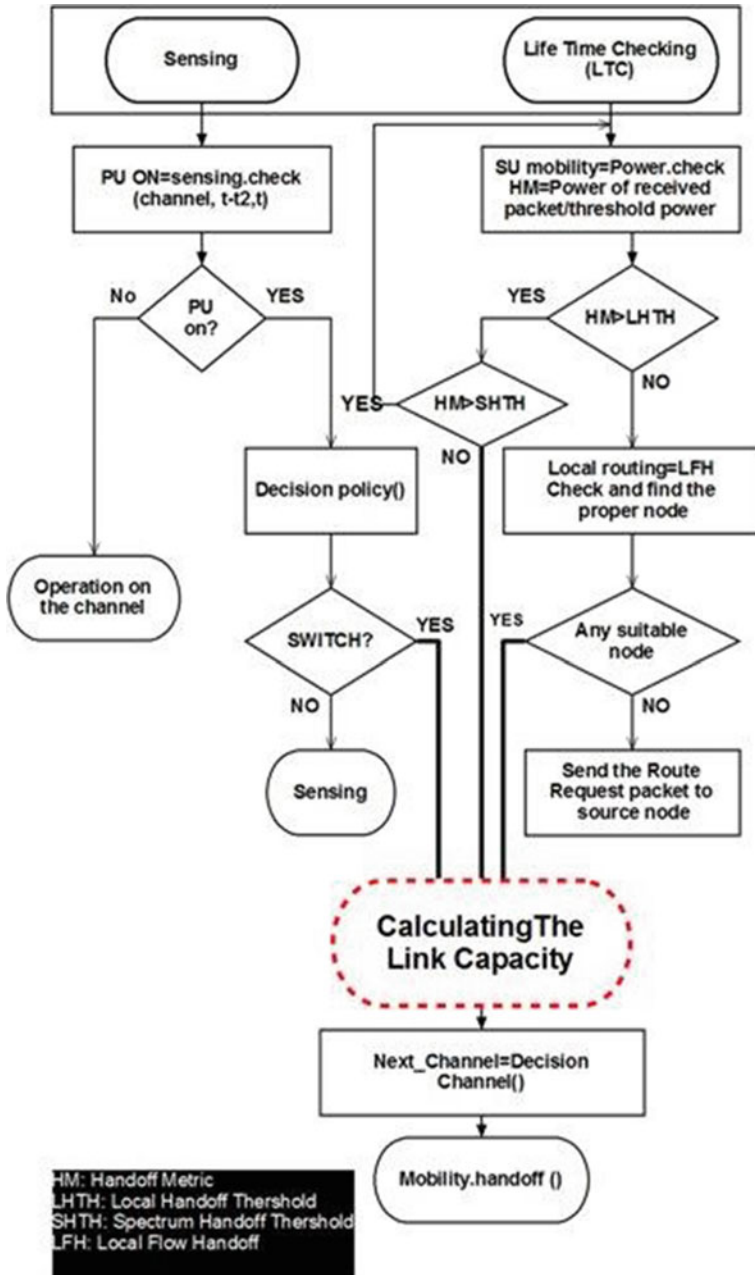 Sensing
Life Time Checking
(LTC)
PU ON=sensing.check
(channel, t-t2,t)
SU mobility=Power.check
HM=Power of received
packet/threshold power
No
PU
on?
YES
YES
HM>LHTH
NO
YES
HM>SHTH
NO
Decision policy()
Local routing=LFH
Check and find the
proper node
Operation on
the channel
SWITCH?
YES
YES
Any suitable
node
NO
NO
Sensing
Send the Route
Request packet to
source node
CalculatingThe
Link Capacity
Next_Channel=Decision
Channel()
Mobility.handoff ()
HM: Handoff Metric
LHTH: Local Handoff Thershold
SHTH: Spectrum Handoff Thershold
LFH: Local Flow Handoff